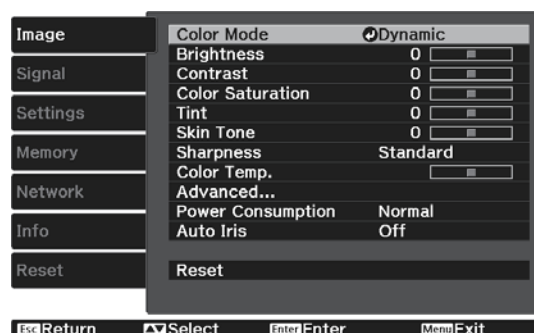 Image
Signal
Settings
Memory
Network
Info
Reset
Color Mode Dynamic
Brightness 0
Contrast 0
Color Saturation 0
Tint 0
Skin Tone 0
Sharpness Standard
Color Temp.
Advanced...
Power Consumption Normal
Auto Iris Off
Reset
Esc Return Select Enter Enter Menu Exit